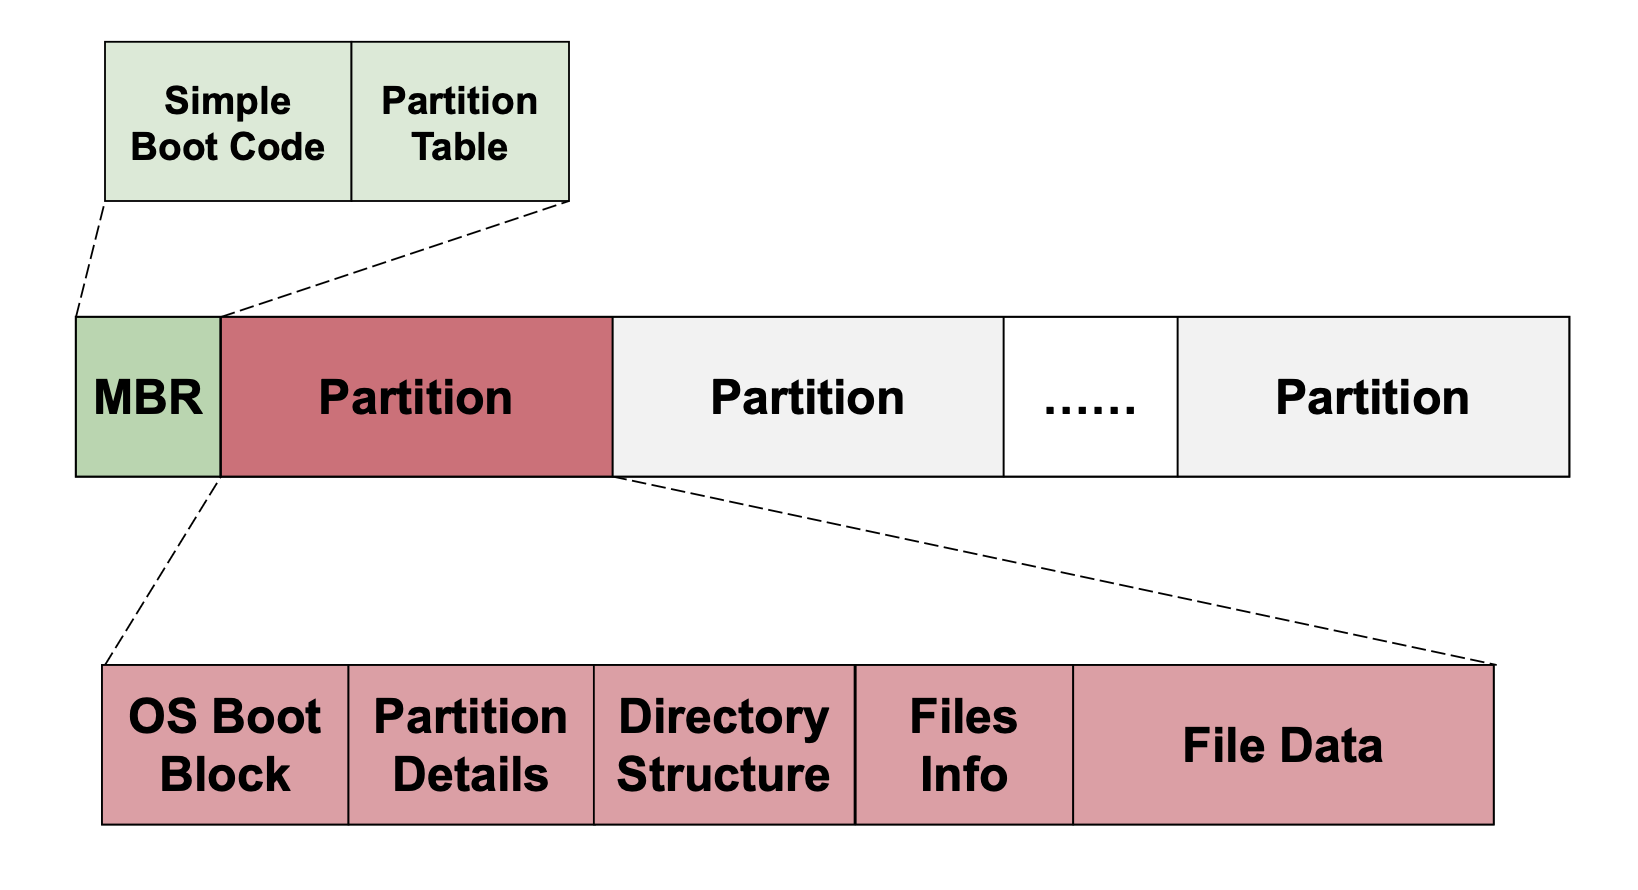 Simple
Boot Code
Partition
Table
MBR
Partition
Partition
......
Partition
OS Boot
Block
Partition
Details
Directory
Structure
Files
Info
File Data